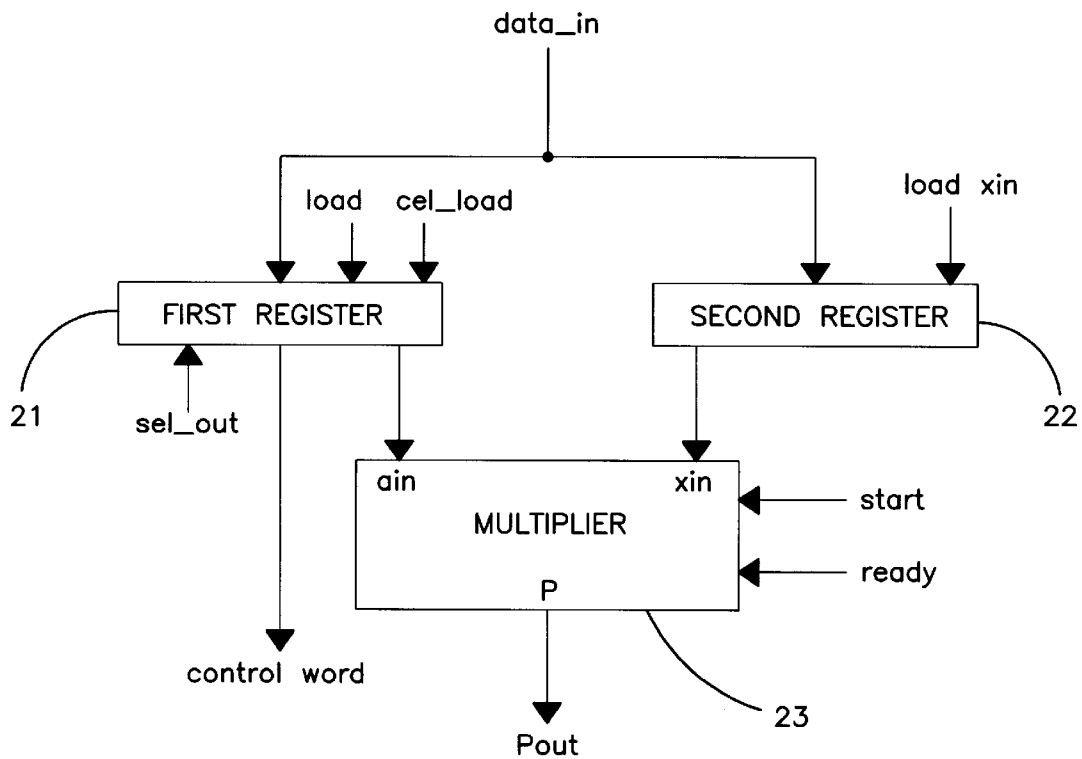 data_in
load cel_load
load xin
FIRST REGISTER
SECOND REGISTER
21
sel_out
22
ain
xin
start
MULTIPLIER
ready
P
control word
23
Pout